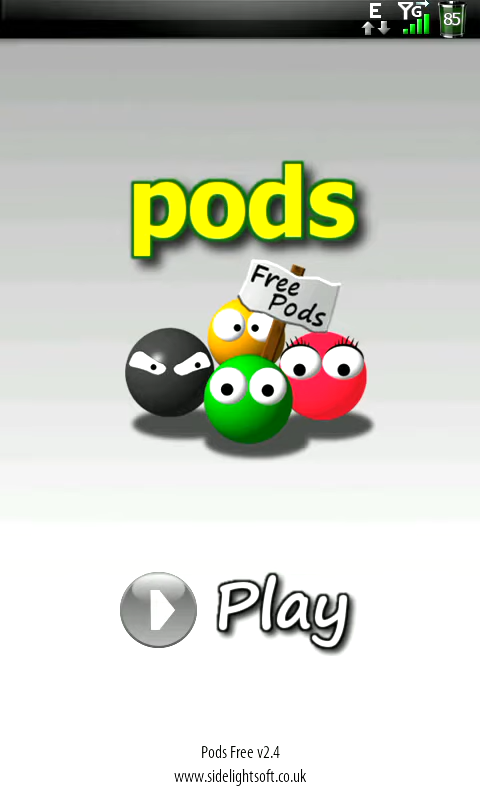 E YG 85
pods
Free
Pods
Play
Pods Free v2.4
www.sidelightsoft.co.uk